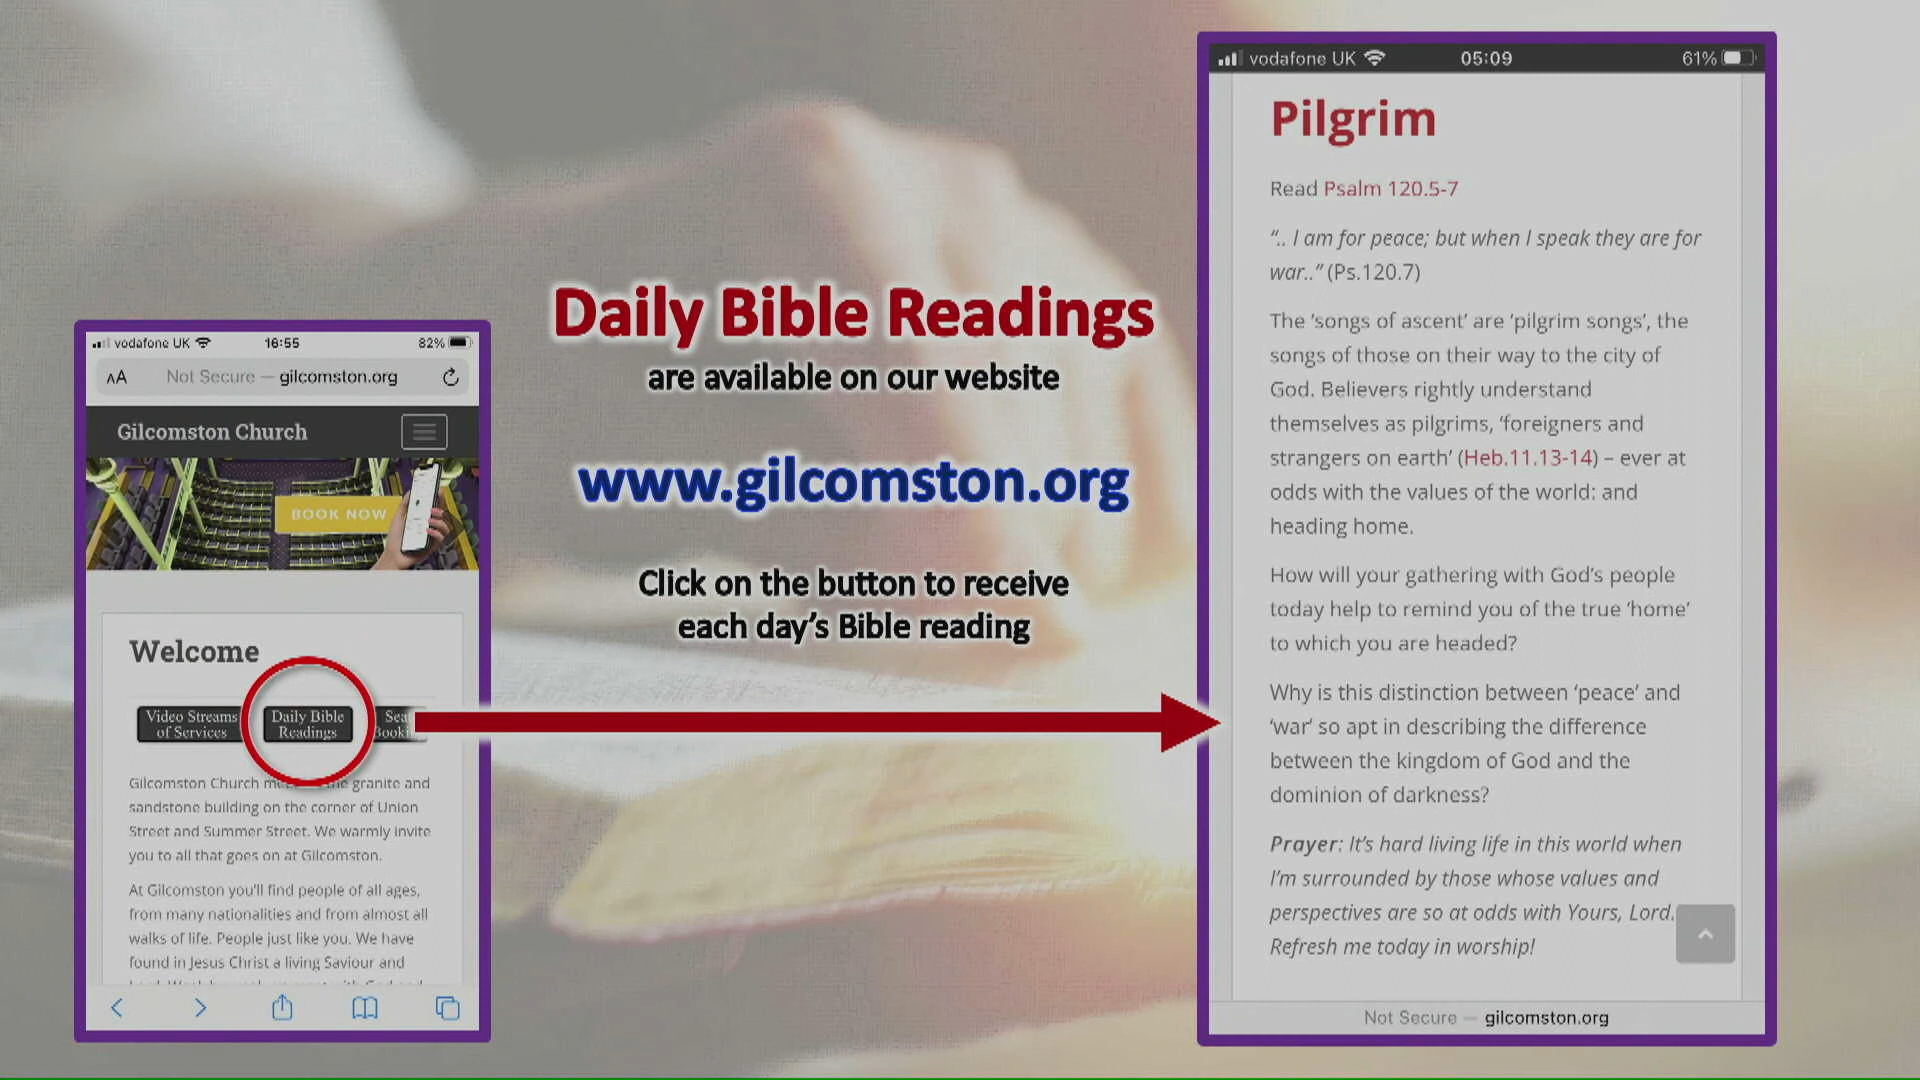 vodafone UK
16:55
82%
AA
Not Secure — gilcomston.org
Gilcomston Church
BOOK NOW
Welcome
Video Streams
of Services
Daily Bible
Readings
Gilcomston Church granite and
sandstone building on the corner of Union
Street and Summer Street. We warmly invite
you to all that goes on at Gilcomston.
At Gilcomston you'll find people of all ages,
from many nationalities and from almost all
walks of life. People just like you. We have
found in Jesus Christ a living Saviour and
Daily Bible Readings
are available on our website
www.gilcomston.org
Click on the button to receive
each day's Bible reading
vodafone UK
05:09
61%
Pilgrim
Read Psalm 120.5-7
“.. I am for peace; but when I speak they are for
war..” (Ps.120.7)
The ‘songs of ascent’ are ‘pilgrim songs’, the
songs of those on their way to the city of
God. Believers rightly understand
themselves as pilgrims, ‘foreigners and
strangers on earth’ (Heb.11.13-14) – ever at
odds with the values of the world: and
heading home.
How will your gathering with God’s people
today help to remind you of the true ‘home’
to which you are headed?
Why is this distinction between ‘peace’ and
‘war’ so apt in describing the difference
between the kingdom of God and the
dominion of darkness?
Prayer: It’s hard living life in this world when
I’m surrounded by those whose values and
perspectives are so at odds with Yours, Lord.
Refresh me today in worship!
Not Secure — gilcomston.org